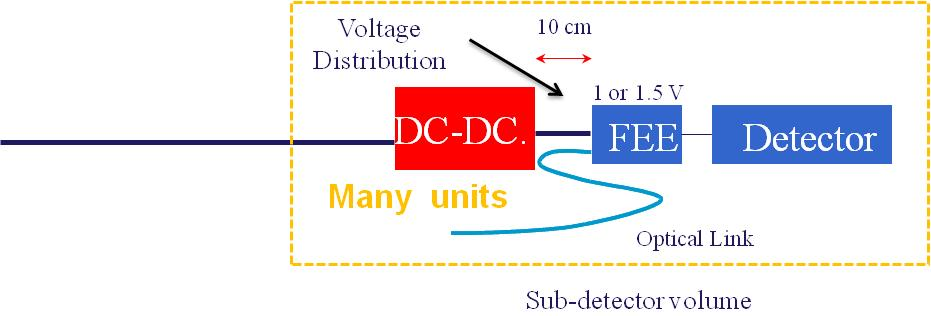 Voltage
Distribution
10 cm
1 or 1.5 V
DC-DC.
FEE
Detector
Many units
Optical Link
Sub-detector volume